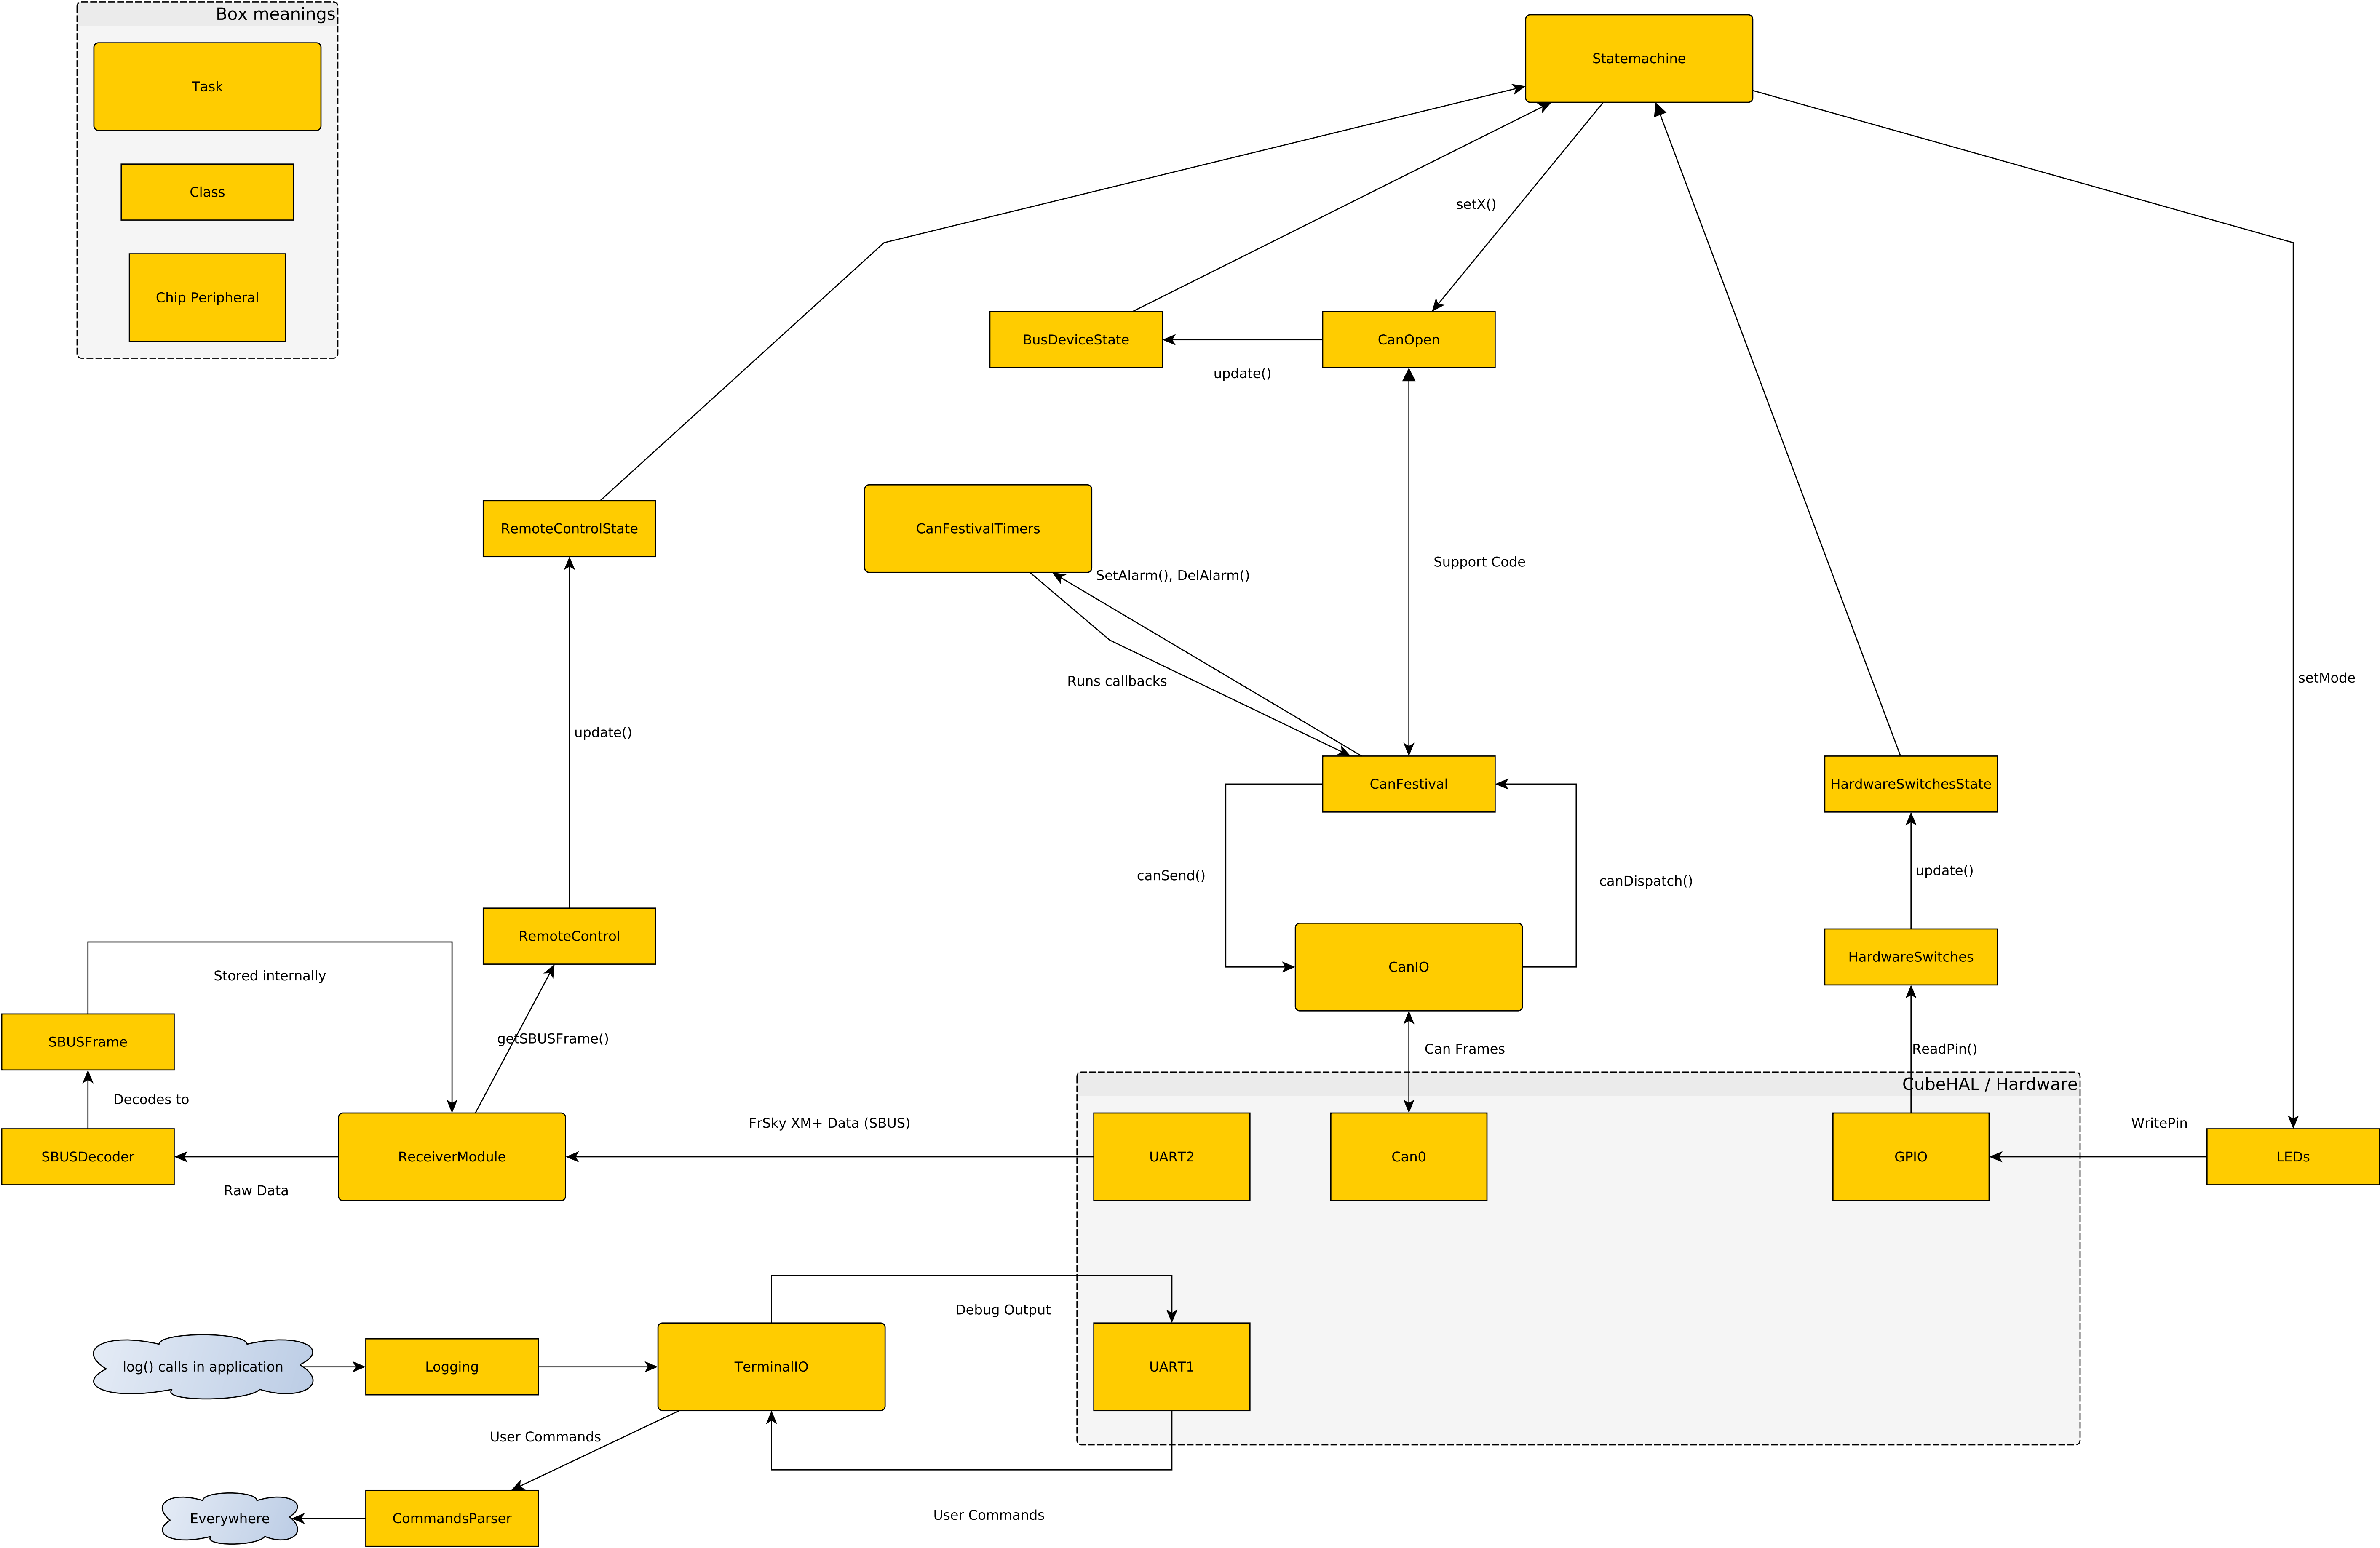 Box meanings
Task
Class
Chip Peripheral
Statemachine
setX()
BusDeviceState
CanOpen
update()
RemoteControlState
CanFestivalTimers
SetAlarm(), DelAlarm()
Support Code
Runs callbacks
setMode
update()
CanFestival
HardwareSwitchesState
canSend()
canDispatch()
update()
RemoteControl
CanIO
HardwareSwitches
Stored internally
getSBUSFrame()
SBUSFrame
Can Frames
ReadPin()
CubeHAL / Hardware
Decodes to
FrSky XM+ Data (SBUS)
WritePin
SBUSDecoder
ReceiverModule
UART2
Can0
GPIO
LEDs
Raw Data
Debug Output
log() calls in application
Logging
TerminalIO
UART1
User Commands
Everywhere
CommandsParser
User Commands